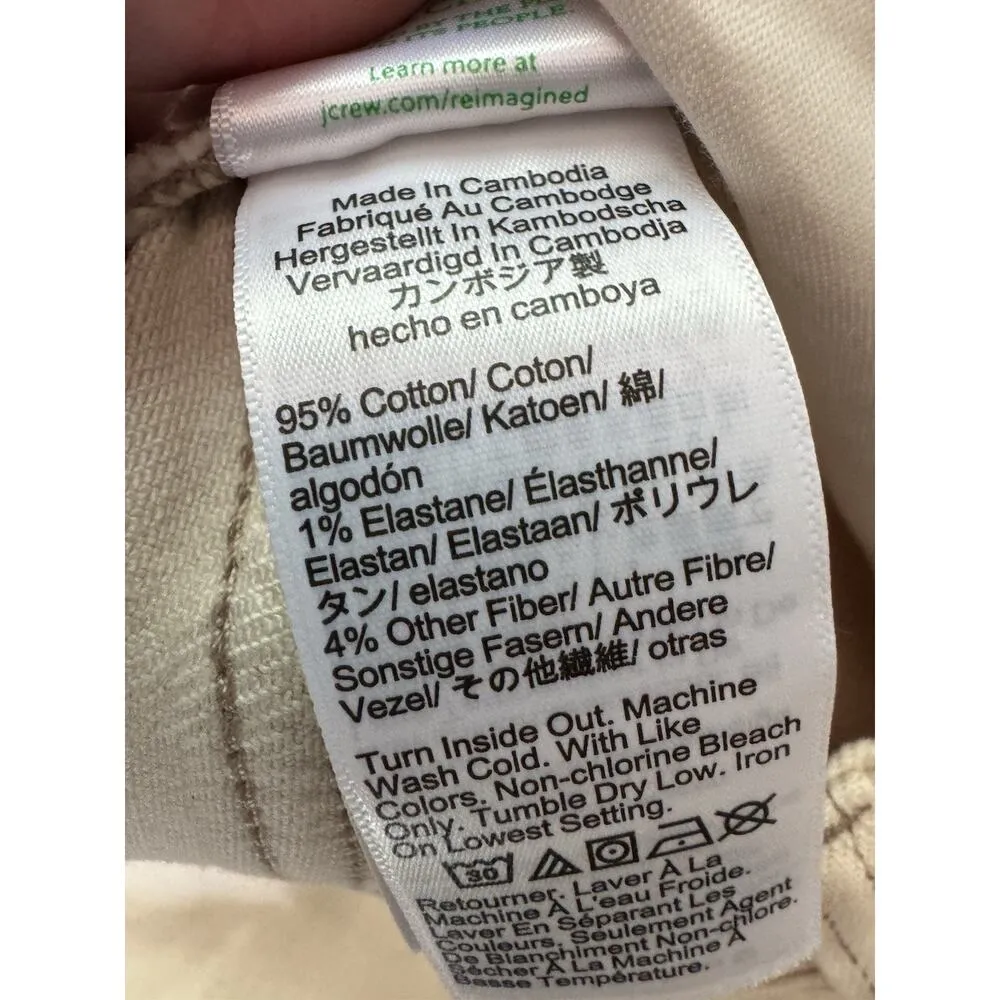 BY THE P
ITS PEOPLE
Learn more at
jcrew.com/reimagined
Made In Cambodia
Fabriqué Au Cambodge
Hergestellt In Kambodscha
Vervaardigd In Cambodja
カンボジア製
hecho en camboya
95% Cotton/ Coton/
Baumwolle/ Katoen/ 綿/
algodón
1% Elastane/ Élasthanne/
Elastan/ Elastaan/ ポリウレ
タン/ elastano
4% Other Fiber/ Autre Fibre/
Sonstige Fasern/ Andere
Vezel/ その他繊維/ otras
Turn Inside Out. Machine
Wash Cold. With Like
Colors. Non-chlorine Bleach
Only. Tumble Dry Low. Iron
On Lowest Setting.
30
Retourner. Laver À La
Machine À L'eau Froide.
Laver En Séparant Les
Couleurs. Seulement Agent
De Blanchiment Non-chlore.
Sécher À La Machine À
Basse Température.